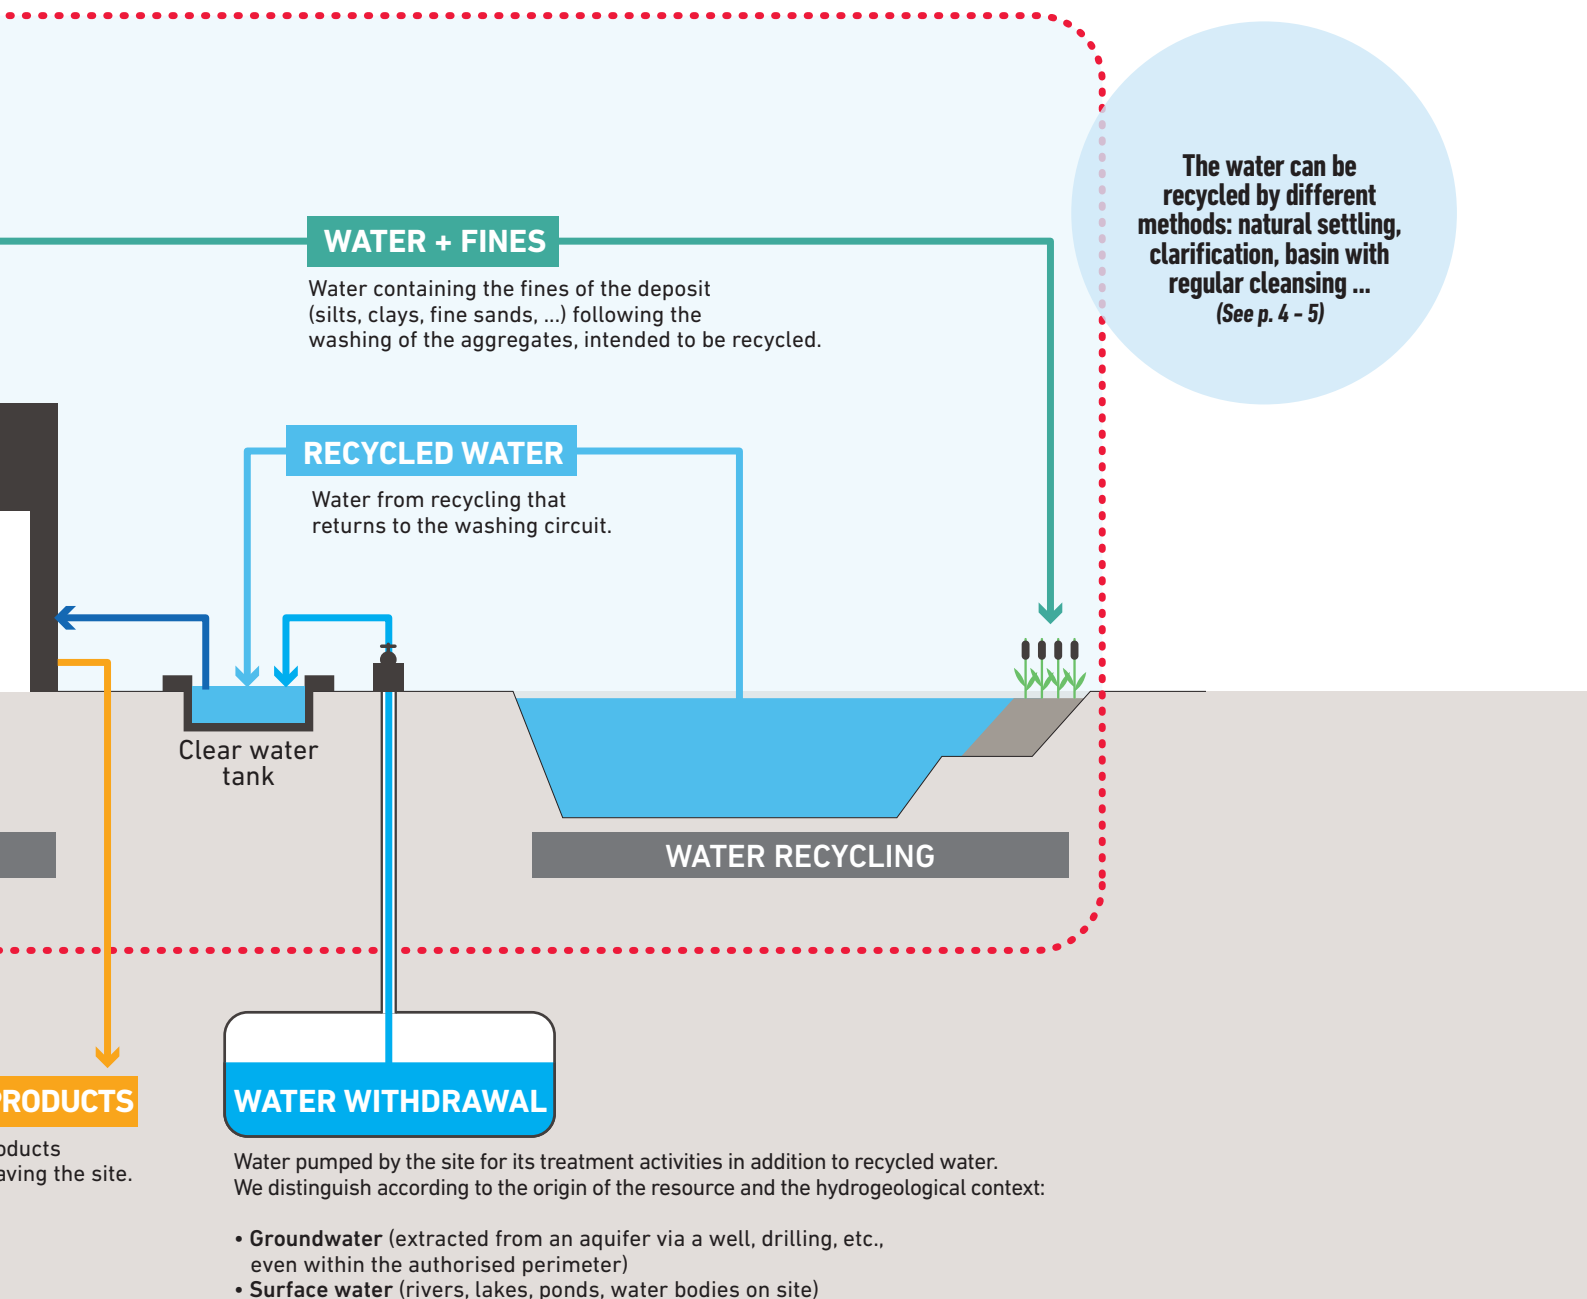 The water can be
recycled by different
methods: natural settling,
clarification, basin with
regular cleansing ...
(See p. 4 – 5)
WATER + FINES
Water containing the fines of the deposit
(silts, clays, fine sands, ...) following the
washing of the aggregates, intended to be recycled.
RECYCLED WATER
Water from recycling that
returns to the washing circuit.
Clear water
tank
WATER RECYCLING
PRODUCTS
oducts
aving the site.
WATER WITHDRAWAL
Water pumped by the site for its treatment activities in addition to recycled water.
We distinguish according to the origin of the resource and the hydrogeological context:
• Groundwater (extracted from an aquifer via a well, drilling, etc.,
even within the authorised perimeter)
• Surface water (rivers, lakes, ponds, water bodies on site)